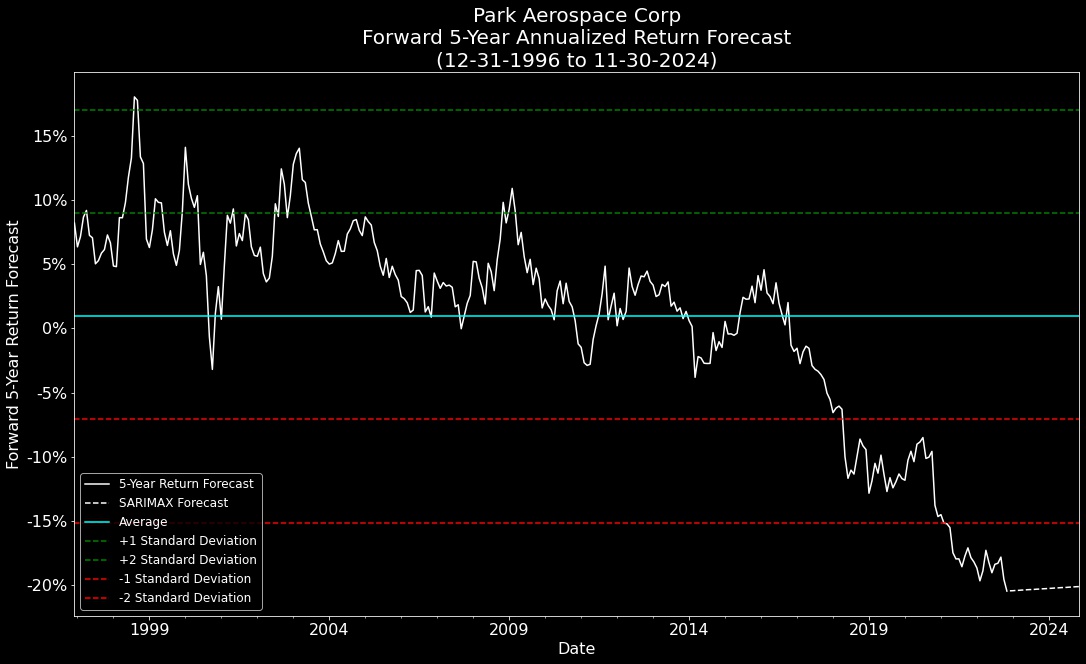 Park Aerospace Corp
Forward 5-Year Annualized Return Forecast
(12-31-1996 to 11-30-2024)
Forward 5-Year Return Forecast
15%
10%
5%
0%
-5%
-10%
-15%
-20%
5-Year Return Forecast
SARIMAX Forecast
Average
+1 Standard Deviation
+2 Standard Deviation
-1 Standard Deviation
-2 Standard Deviation
1999
2004
2009
2014
2019
2024
Date